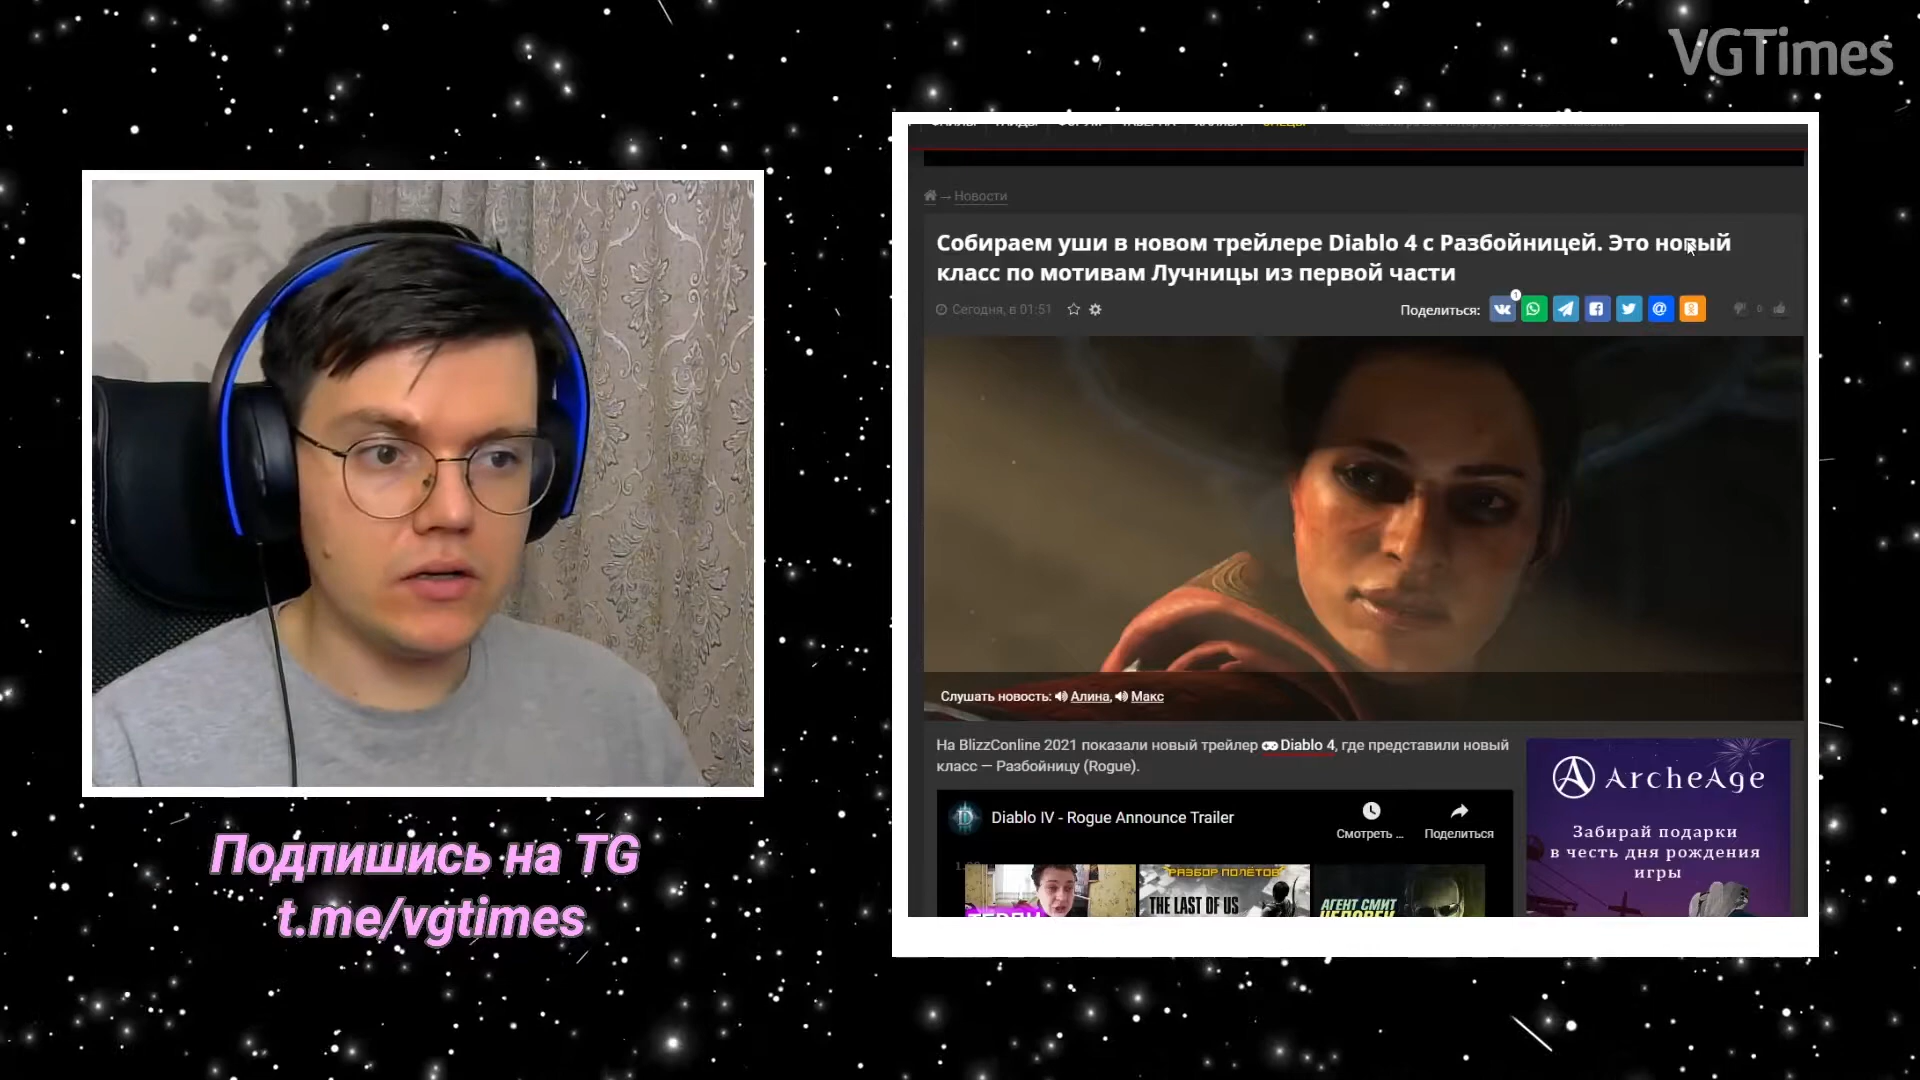 VGTimes
Новости
Собираем уши в новом трейлере Diablo 4 с Разбойницей. Это новый
класс по мотивам Лучницы из первой части
Сегодня, в 01:51
Поделиться:
1
0
Слушать новость: Алина, Макс
На BlizzConline 2021 показали новый трейлер Diablo 4, где представили новый
класс — Разбойницу (Rogue).
Diablo IV - Rogue Announce Trailer
Смотреть ...
Поделиться
РАЗБОР ПОЛЁТОВ
THE LAST OF US
АГЕНТ СМИТ
ArcheAge
Забирай подарки
в честь дня рождения
игры
Подпишись на TG
t.me/vgtimes